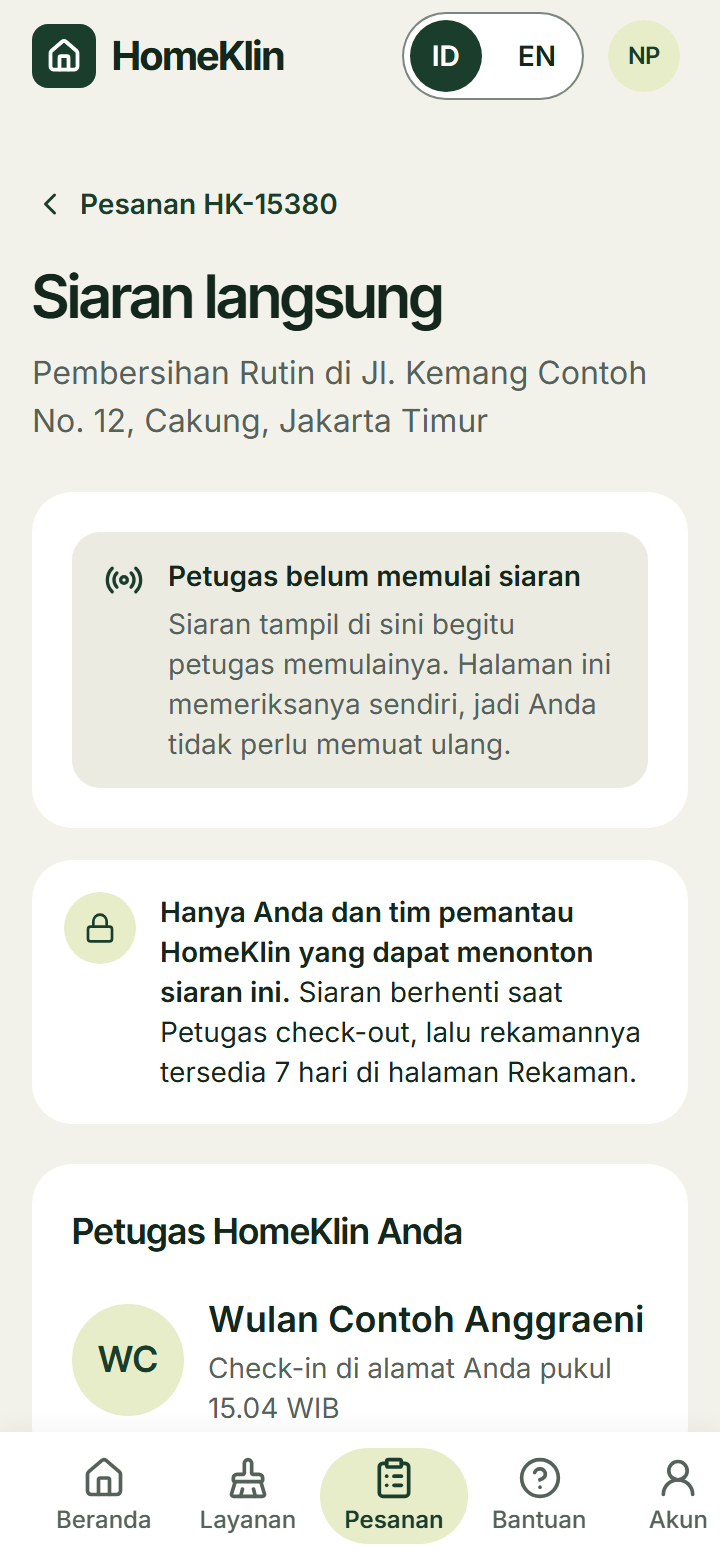 HomeKlin
ID
EN
NP
Pesanan HK-15380
Siaran langsung
Pembersihan Rutin di Jl. Kemang Contoh
No. 12, Cakung, Jakarta Timur
Petugas belum memulai siaran
Siaran tampil di sini begitu
petugas memulainya. Halaman ini
memeriksanya sendiri, jadi Anda
tidak perlu memuat ulang.
Hanya Anda dan tim pemantau
HomeKlin yang dapat menonton
siaran ini. Siaran berhenti saat
Petugas check-out, lalu rekamannya
tersedia 7 hari di halaman Rekaman.
Petugas HomeKlin Anda
WC
Wulan Contoh Anggraeni
Check-in di alamat Anda pukul
15.04 WIB
Beranda
Layanan
Pesanan
Bantuan
Akun